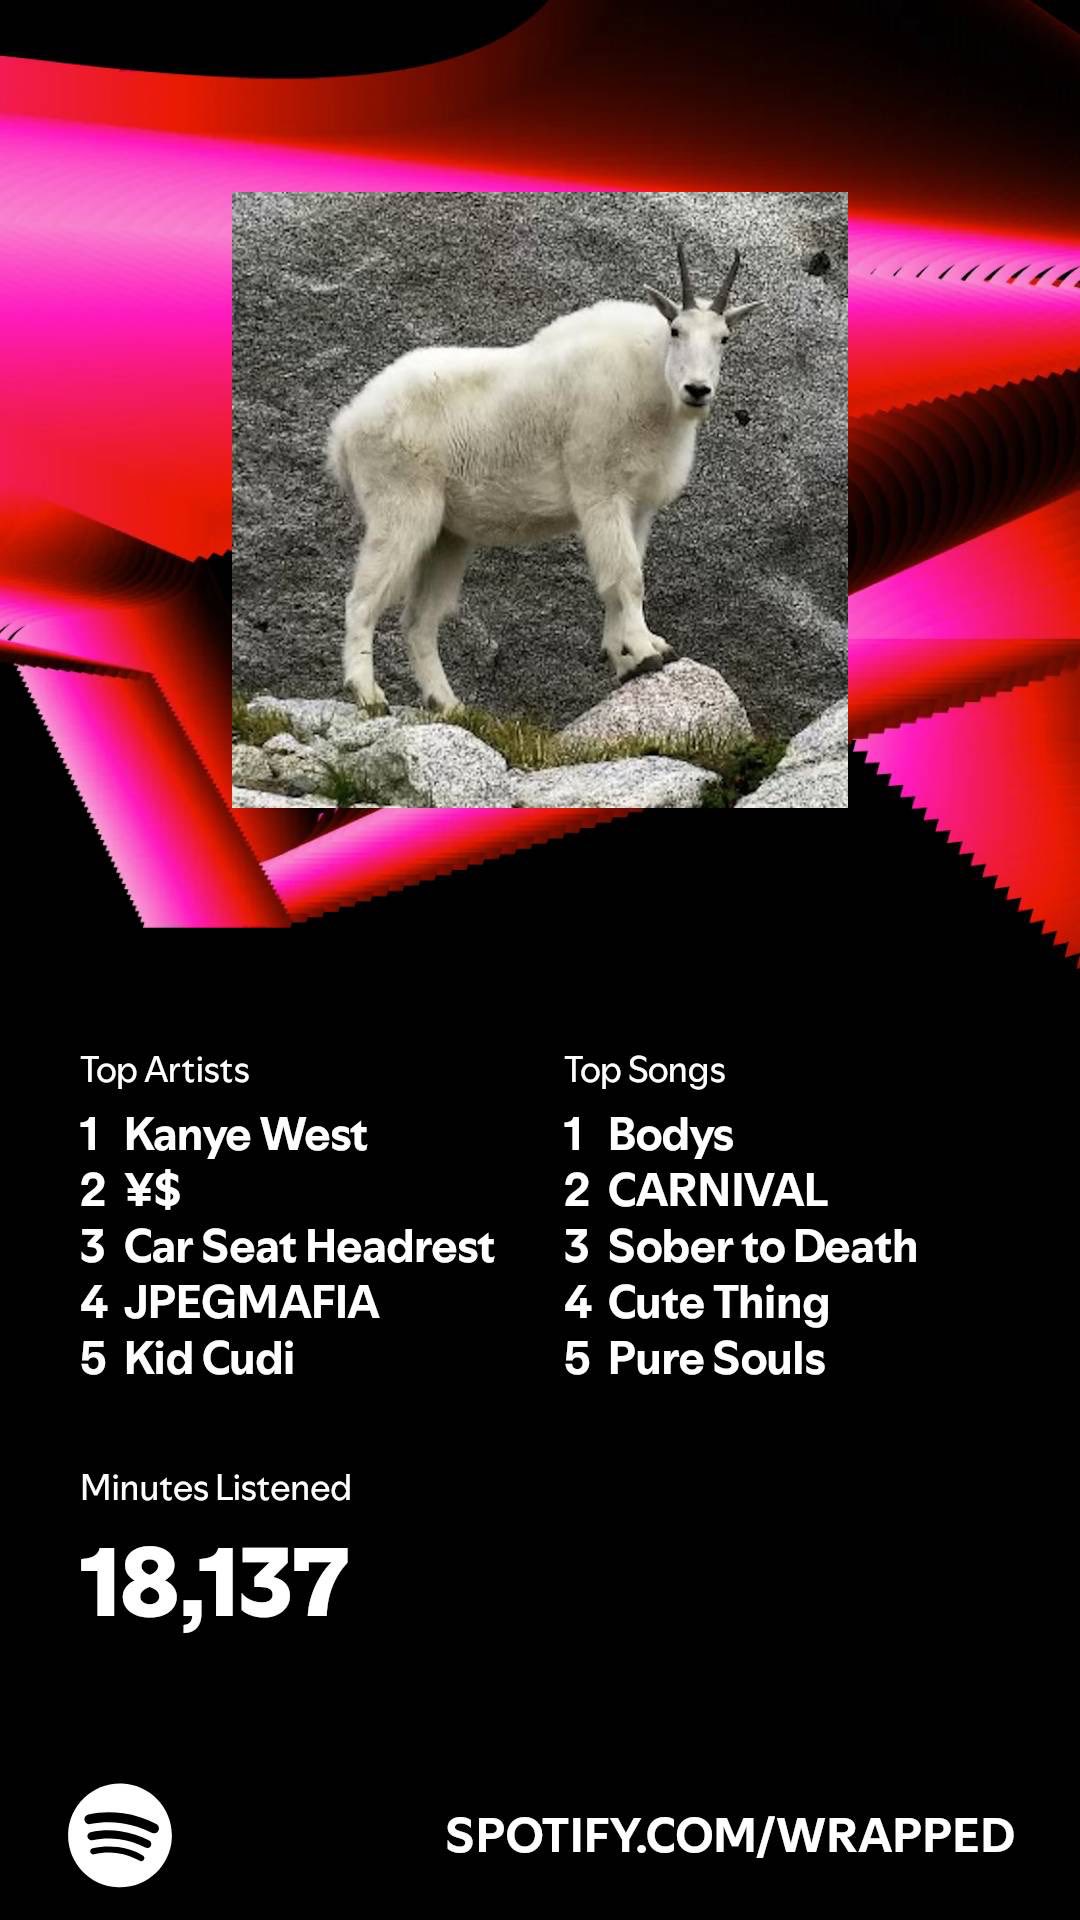 Top Artists
1 Kanye West
2 ¥$
3 Car Seat Headrest
4 JPEGMAFIA
5 Kid Cudi
Top Songs
1 Bodys
2 CARNIVAL
3 Sober to Death
4 Cute Thing
5 Pure Souls
Minutes Listened
18,137
SPOTIFY.COM/WRAPPED